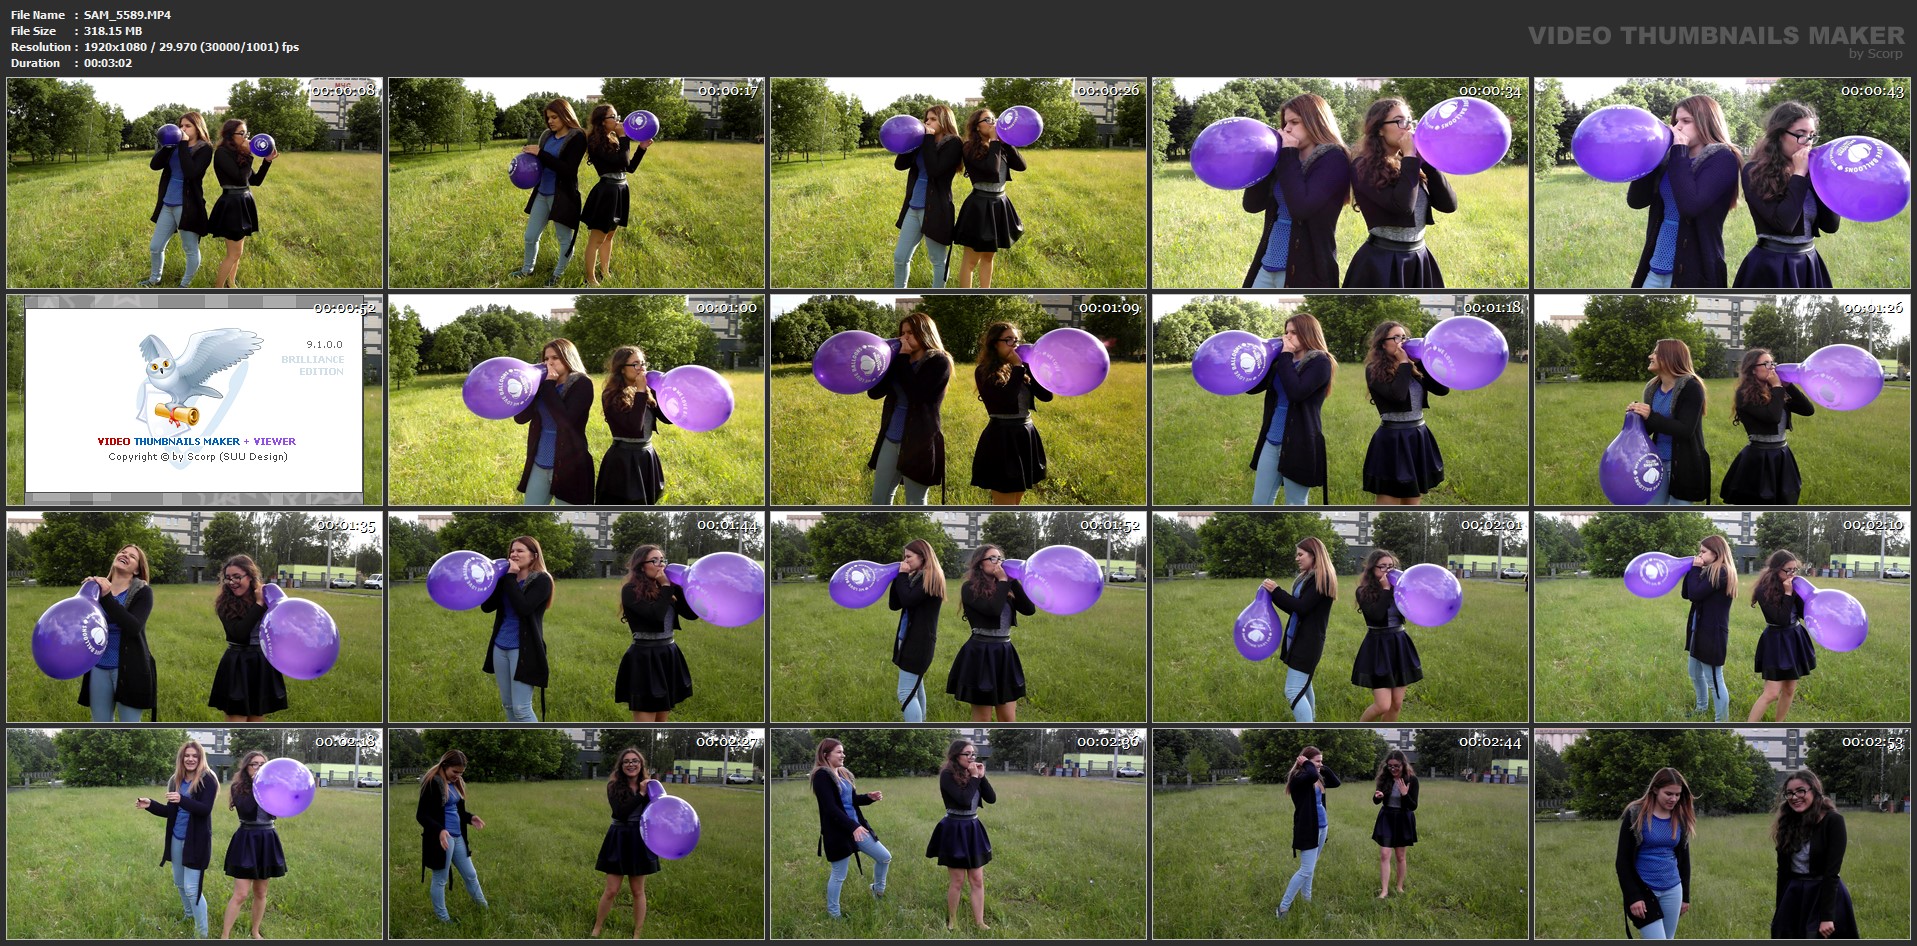 File Name : SAM_5589.MP4
File Size : 318.15 MB
Resolution : 1920x1080 / 29.970 (30000/1001) fps
Duration : 00:03:02
VIDEO THUMBNAILS MAKER
by Scorp
00:00:08
00:00:17
00:00:26
00:00:34
00:00:43
00:00:52
9.1.0.0
BRILLIANCE
EDITION
VIDEO THUMBNAILS MAKER + VIEWER
Copyright © by Scorp (SUU Design)
00:01:00
00:01:09
00:01:18
00:01:26
00:01:35
00:01:44
00:01:52
00:02:01
00:02:10
00:02:18
00:02:27
00:02:36
00:02:44
00:02:53